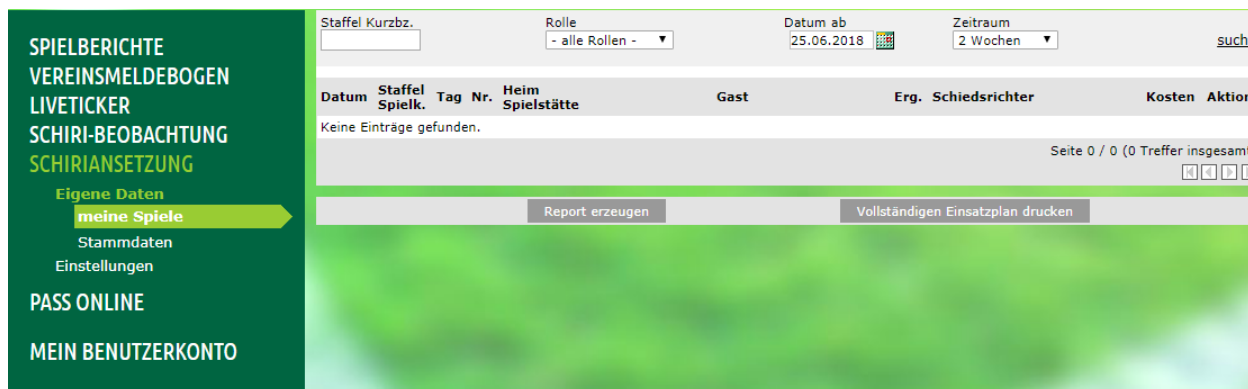 SPIELBERICHTE
VEREINSMELDEBOGEN
LIVETICKER
SCHIRI-BEOBACHTUNG
SCHIRIANSETZUNG
Eigene Daten
meine Spiele
Stammdaten
Einstellungen
PASS ONLINE
MEIN BENUTZERKONTO
Staffel Kurzbz. Rolle Datum ab Zeitraum
- alle Rollen - 25.06.2018 2 Wochen such
Datum Staffel Spielk. Tag Nr. Heim Spielstätte Gast Erg. Schiedsrichter Kosten Aktion
Keine Einträge gefunden.
Seite 0 / 0 (0 Treffer insgesamt
Report erzeugen Vollständigen Einsatzplan drucken